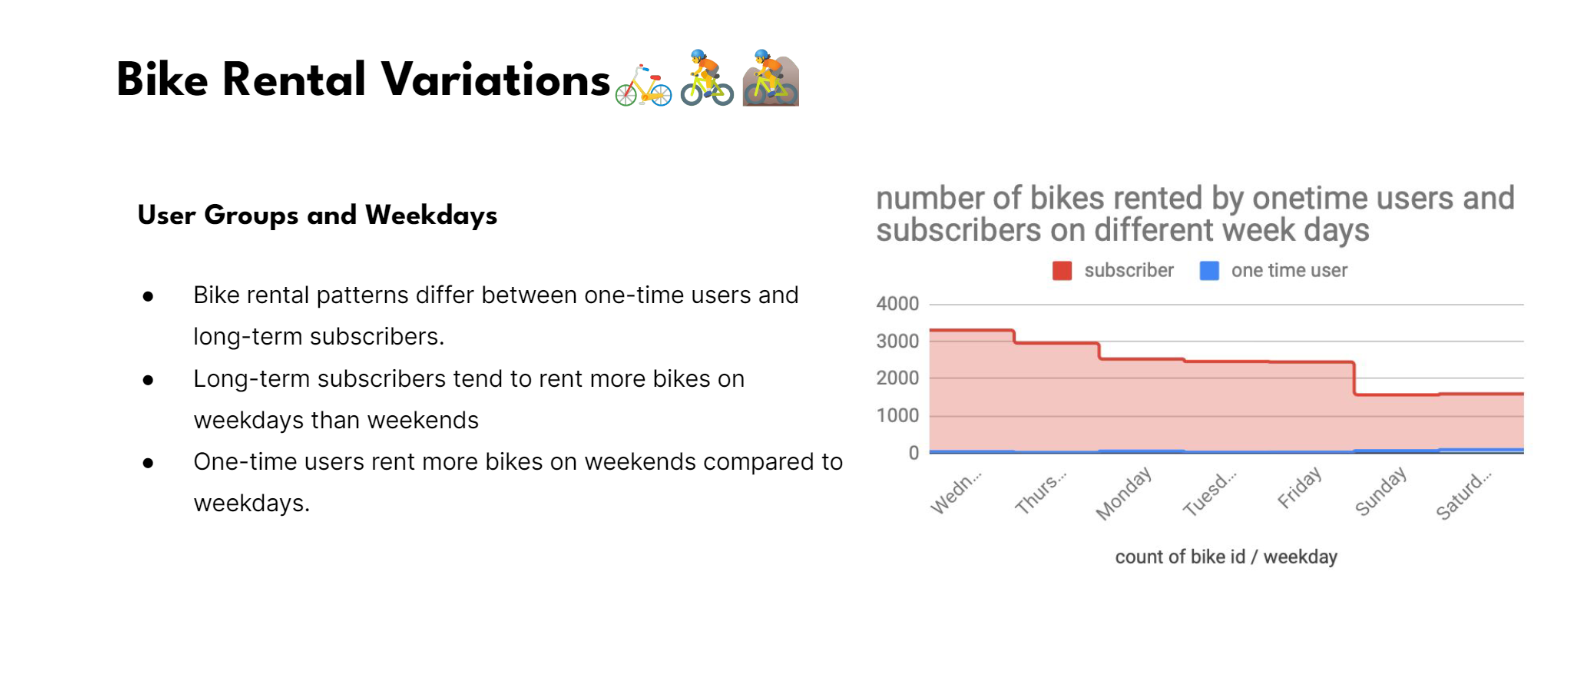 Bike Rental Variations
User Groups and Weekdays
● Bike rental patterns differ between one-time users and
long-term subscribers.
● Long-term subscribers tend to rent more bikes on
weekdays than weekends
● One-time users rent more bikes on weekends compared to
weekdays.
number of bikes rented by onetime users and
subscribers on different week days
subscriber one time user
4000
3000
2000
1000
0
Wedn... Thurs... Monday Tuesd... Friday Sunday Saturd...
count of bike id / weekday